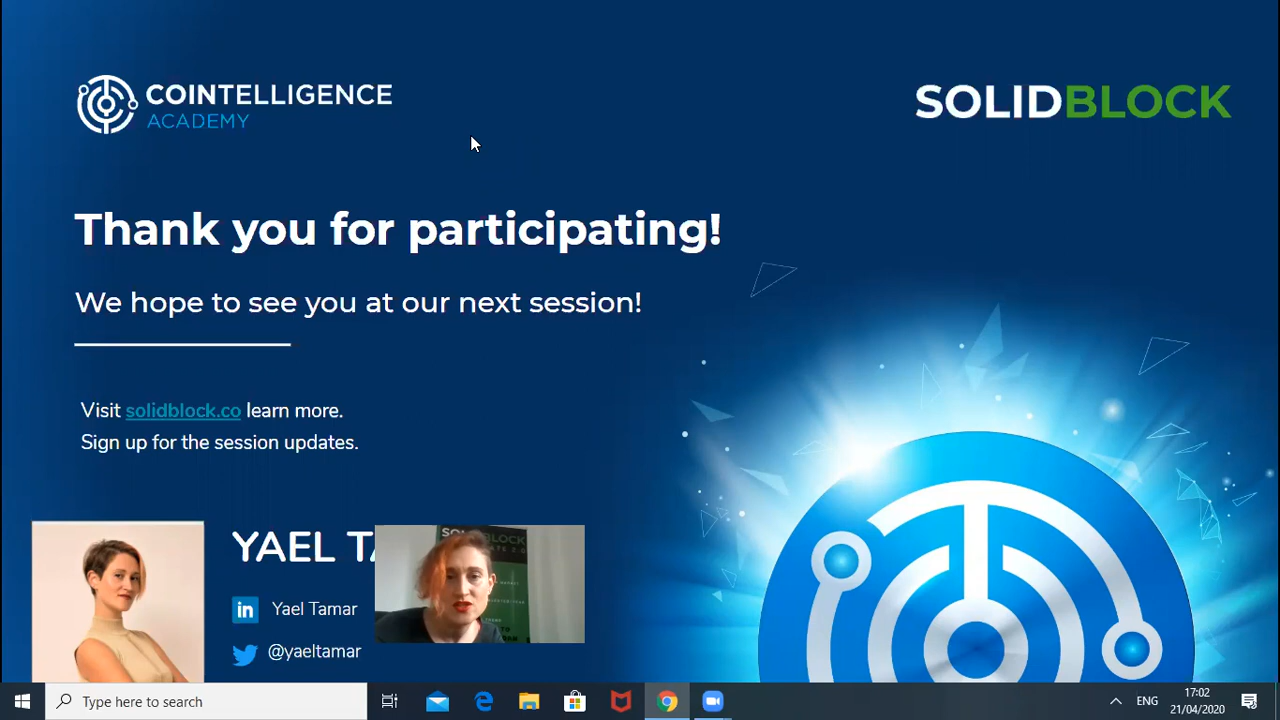 COINTELLIGENCE
ACADEMY
SOLIDBLOCK
Thank you for participating!
We hope to see you at our next session!
Visit solidblock.co learn more.
Sign up for the session updates.
YAEL TA
in Yael Tamar
@yaeltamar
Type here to search
ENG
17:02
21/04/2020